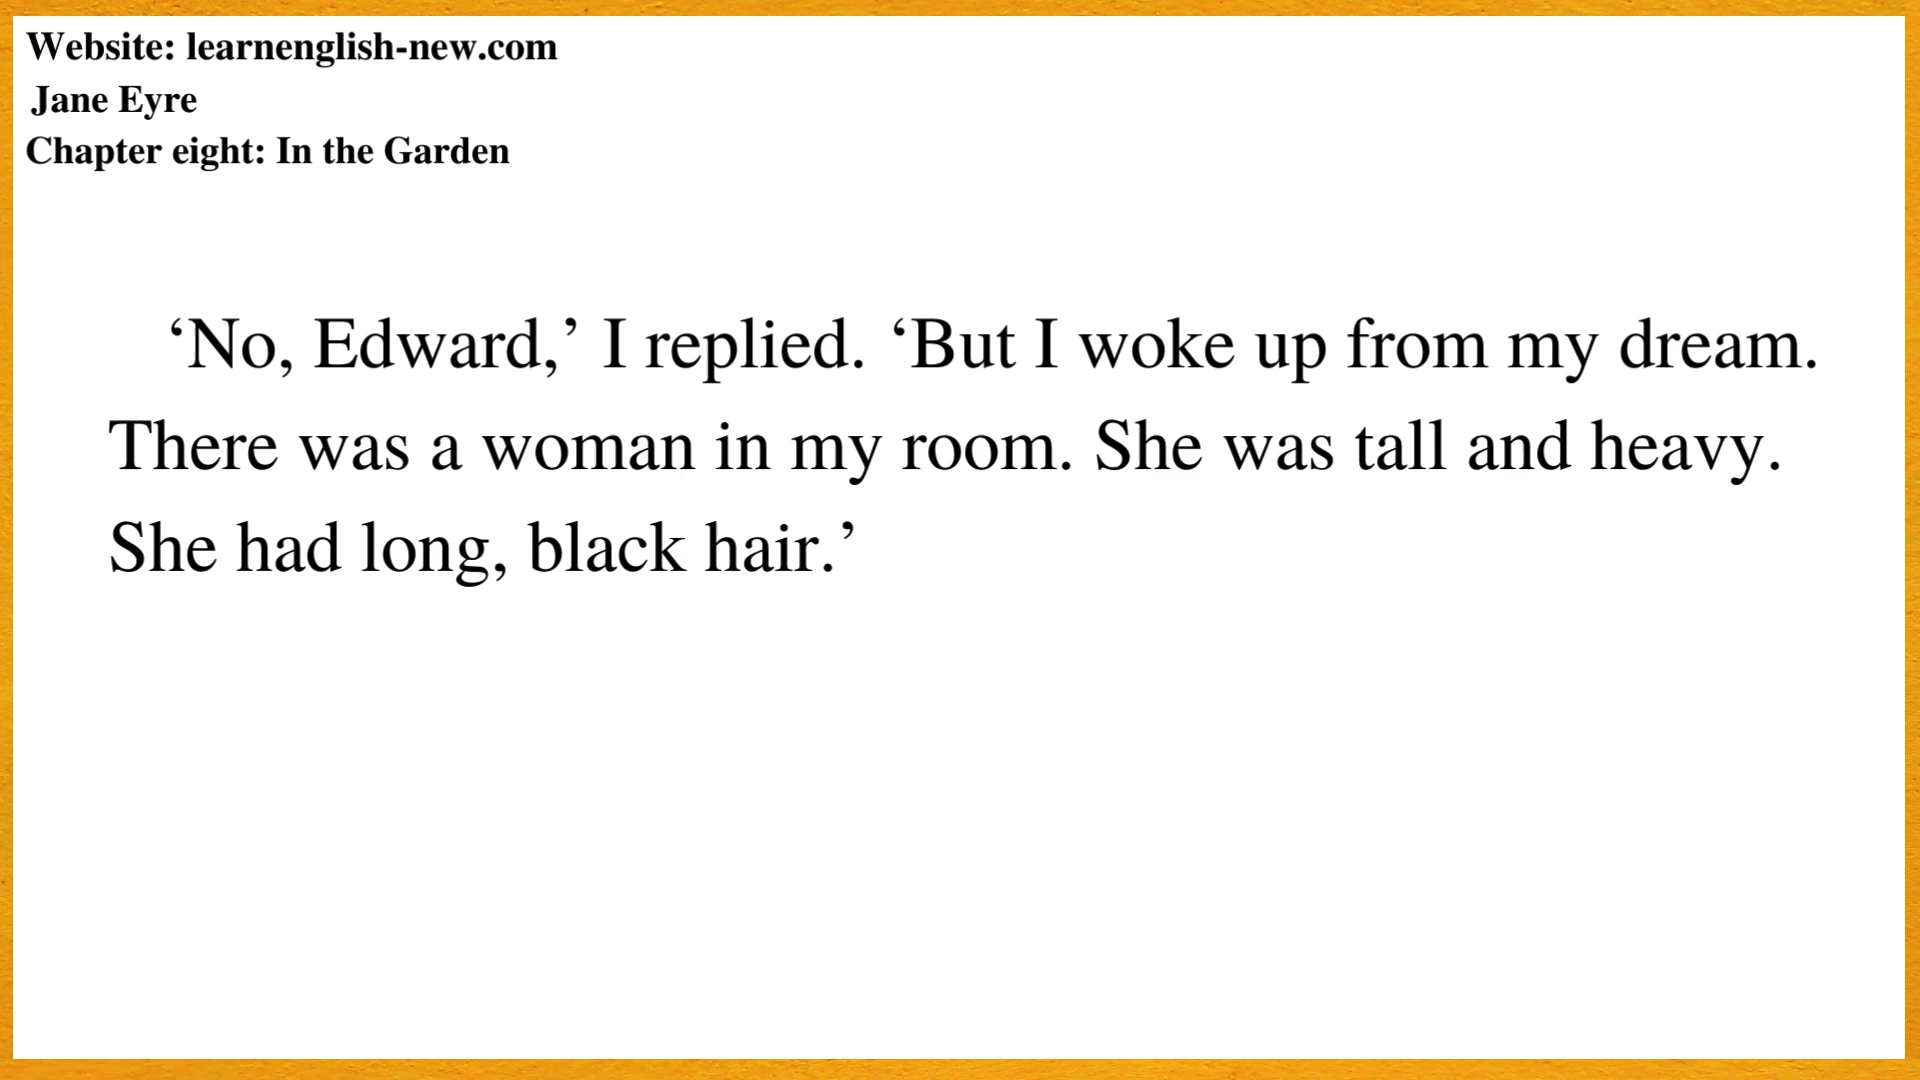 Website: learnenglish-new.com
Jane Eyre
Chapter eight: In the Garden
‘No, Edward,’ I replied. ‘But I woke up from my dream.
There was a woman in my room. She was tall and heavy.
She had long, black hair.’